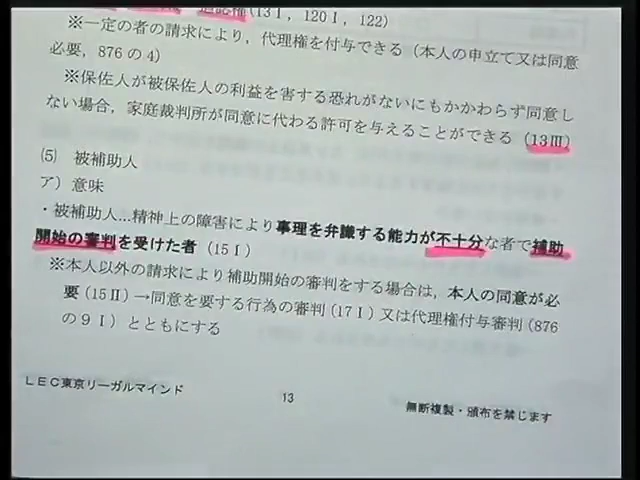 追認権(13Ⅰ, 120Ⅰ, 122)
※一定の者の請求により，代理権を付与できる（本人の申立て又は同意
必要，876 の 4)
※保佐人が被保佐人の利益を害する恐れがないにもかかわらず同意し
ない場合，家庭裁判所が同意に代わる許可を与えることができる（13Ⅲ）
(5) 被補助人
ア）意味
・被補助人…精神上の障害により事理を弁識する能力が不十分な者で補助
開始の審判を受けた者（15Ⅰ）
※本人以外の請求により補助開始の審判をする場合は，本人の同意が必
要（15Ⅱ）→同意を要する行為の審判（17Ⅰ）又は代理権付与審判（876
の９Ⅰ）とともにする
ＬＥＣ東京リーガルマインド
13
無断複製・頒布を禁じます